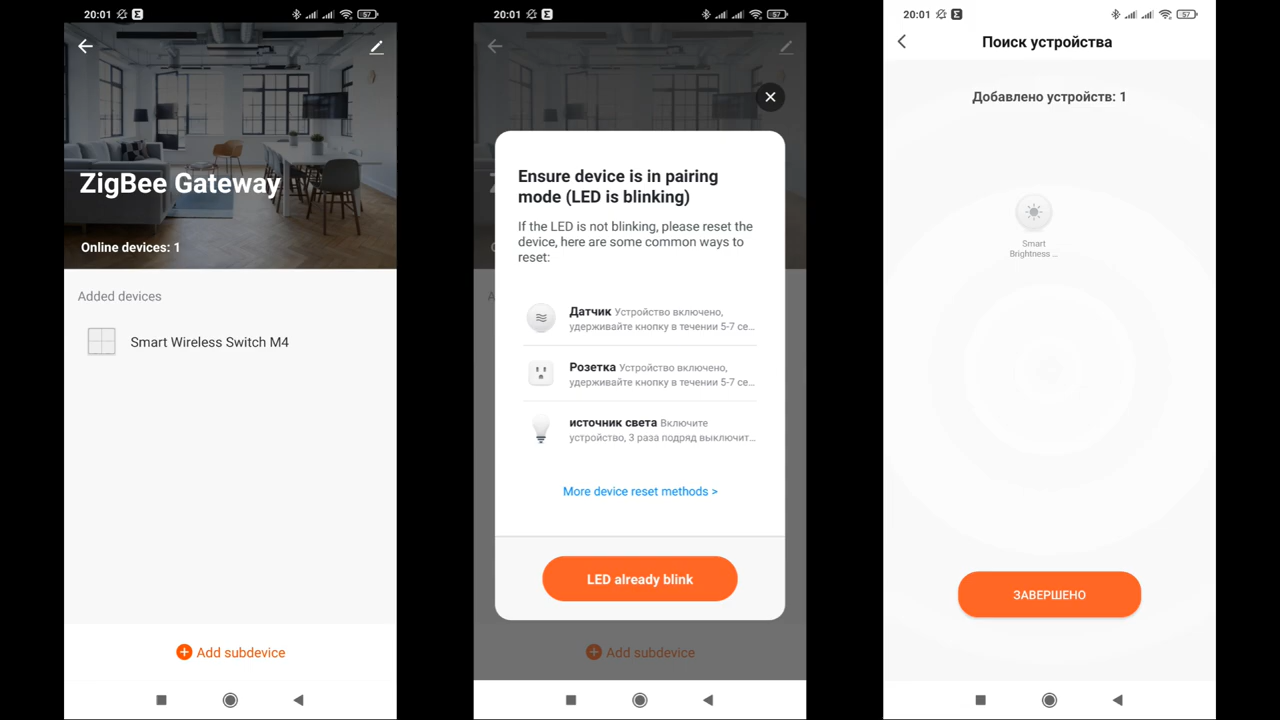 20:01
57
ZigBee Gateway
Online devices: 1
Added devices
Smart Wireless Switch M4
Add subdevice
20:01
57
Ensure device is in pairing
mode (LED is blinking)
If the LED is not blinking, please reset the
device, here are some common ways to
reset:
Датчик Устройство включено,
удерживайте кнопку в течении 5-7 се...
Розетка Устройство включено,
удерживайте кнопку в течении 5-7 се...
источник света Включите
устройство, 3 раза подряд выключит...
More device reset methods >
LED already blink
Add subdevice
20:01
57
Поиск устройства
Добавлено устройств: 1
Smart
Brightness ...
ЗАВЕРШЕНО